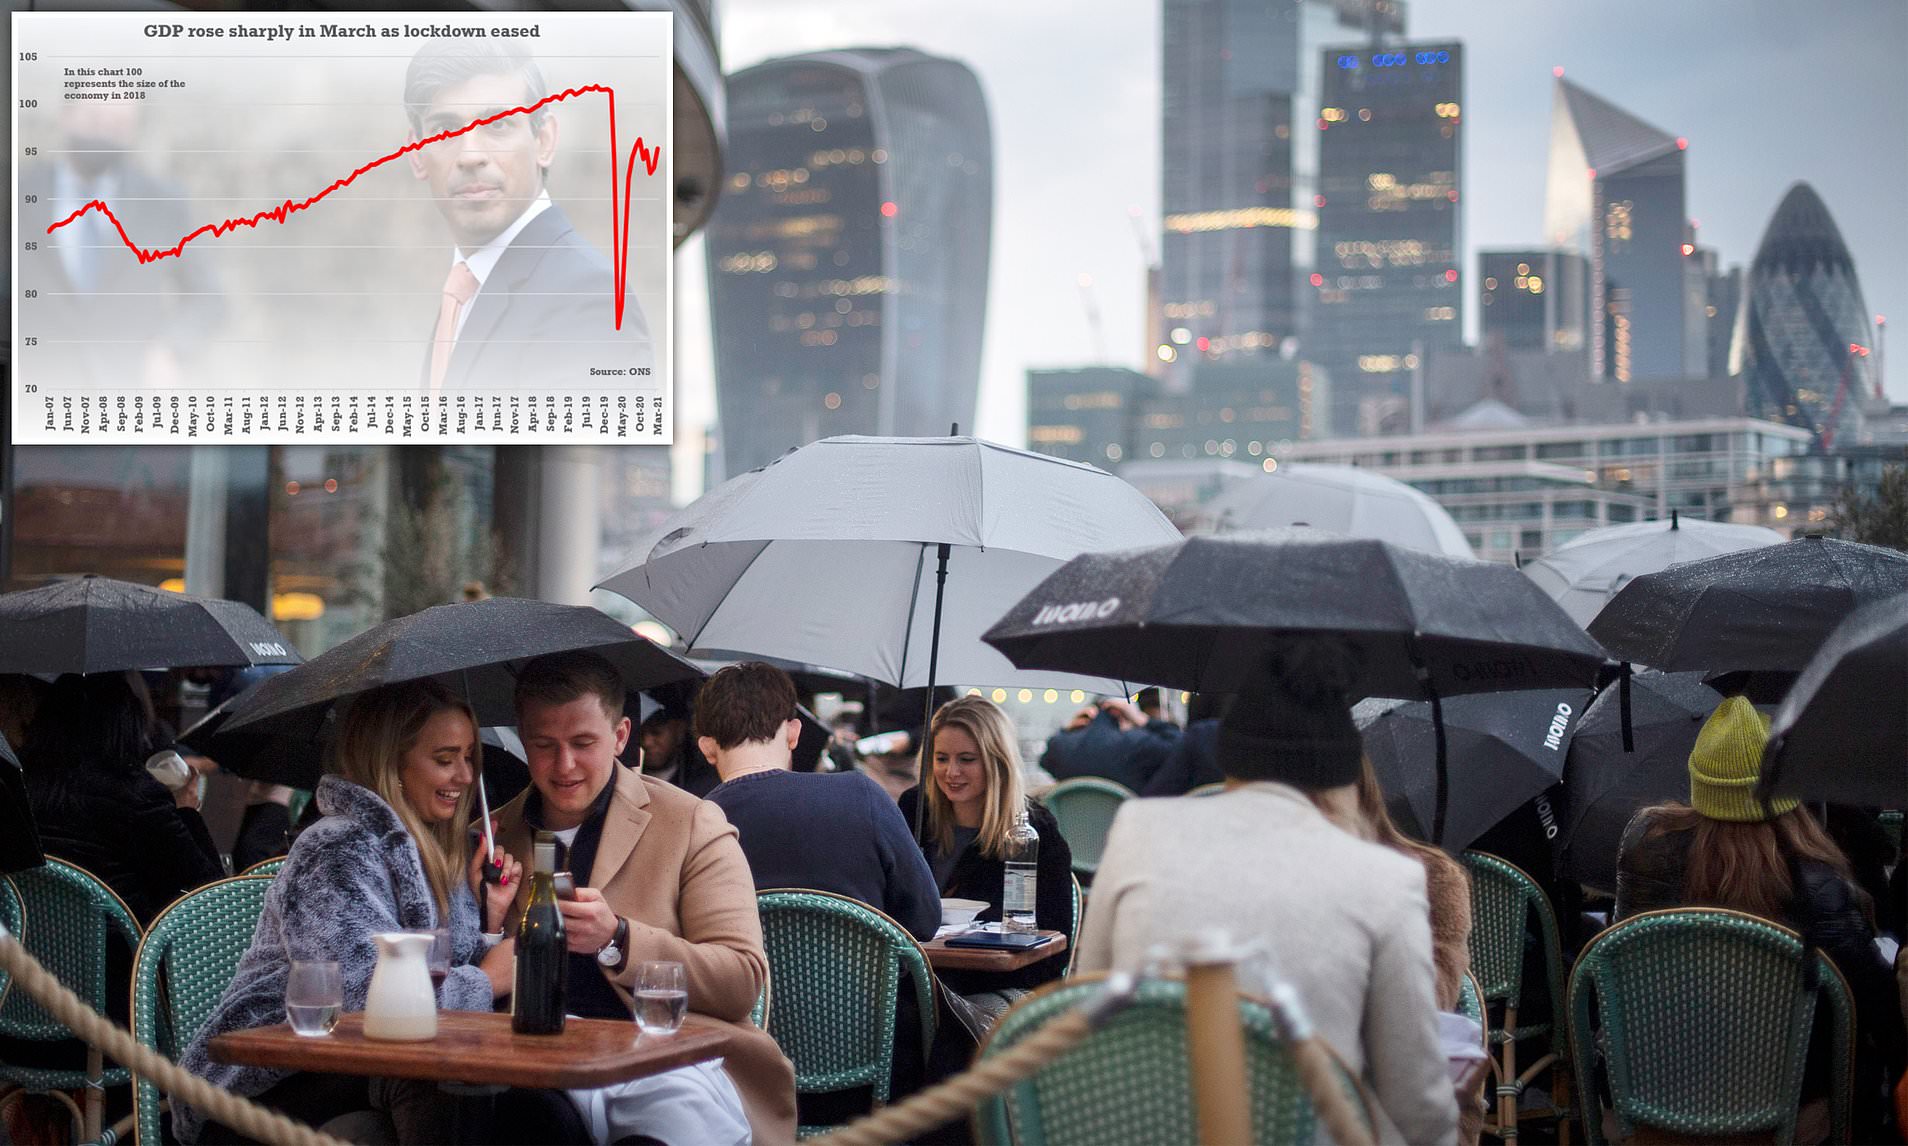 GDP rose sharply in March as lockdown eased
105
In this chart 100
represents the size of the
economy in 2018
100
95
90
85
80
75
Source: ONS
70
Jan-07
Jun-07
Nov-07
Apr-08
Sep-08
Feb-09
Jul-09
Dec-09
May-10
Oct-10
Mar-11
Aug-11
Jan-12
Jun-12
Nov-12
Apr-13
Sep-13
Feb-14
Jul-14
Dec-14
May-15
Oct-15
Mar-16
Aug-16
Jan-17
Jun-17
Nov-17
Apr-18
Sep-18
Feb-19
Jul-19
Dec-19
May-20
Oct-20
Mar-21